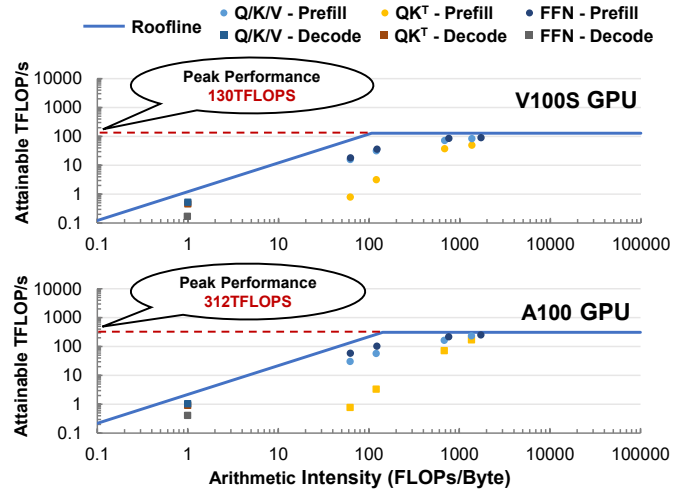 Roofline
Q/K/V - Prefill
QKᵀ - Prefill
FFN - Prefill
Q/K/V - Decode
QKᵀ - Decode
FFN - Decode
Attainable TFLOP/s
10000
1000
100
10
1
0.1
Peak Performance
130TFLOPS
V100S GPU
0.1 1 10 100 1000 10000 100000
Attainable TFLOP/s
10000
1000
100
10
1
0.1
Peak Performance
312TFLOPS
A100 GPU
0.1 1 10 100 1000 10000 100000
Arithmetic Intensity (FLOPs/Byte)